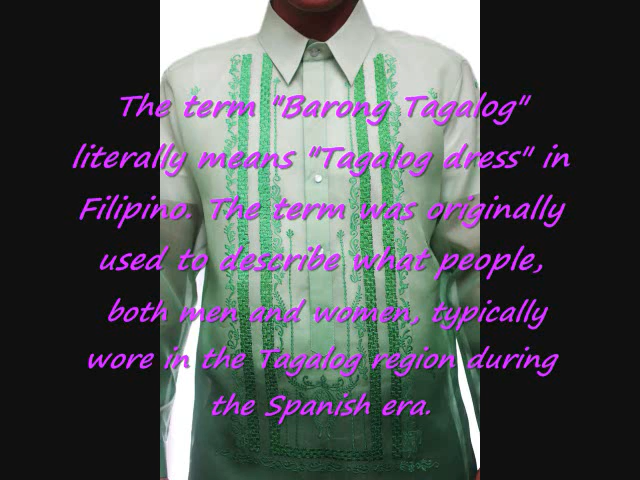 The term "Barong Tagalog"
literally means "Tagalog dress" in
Filipino. The term was originally
used to describe what people,
both men and women, typically
wore in the Tagalog region during
the Spanish era.